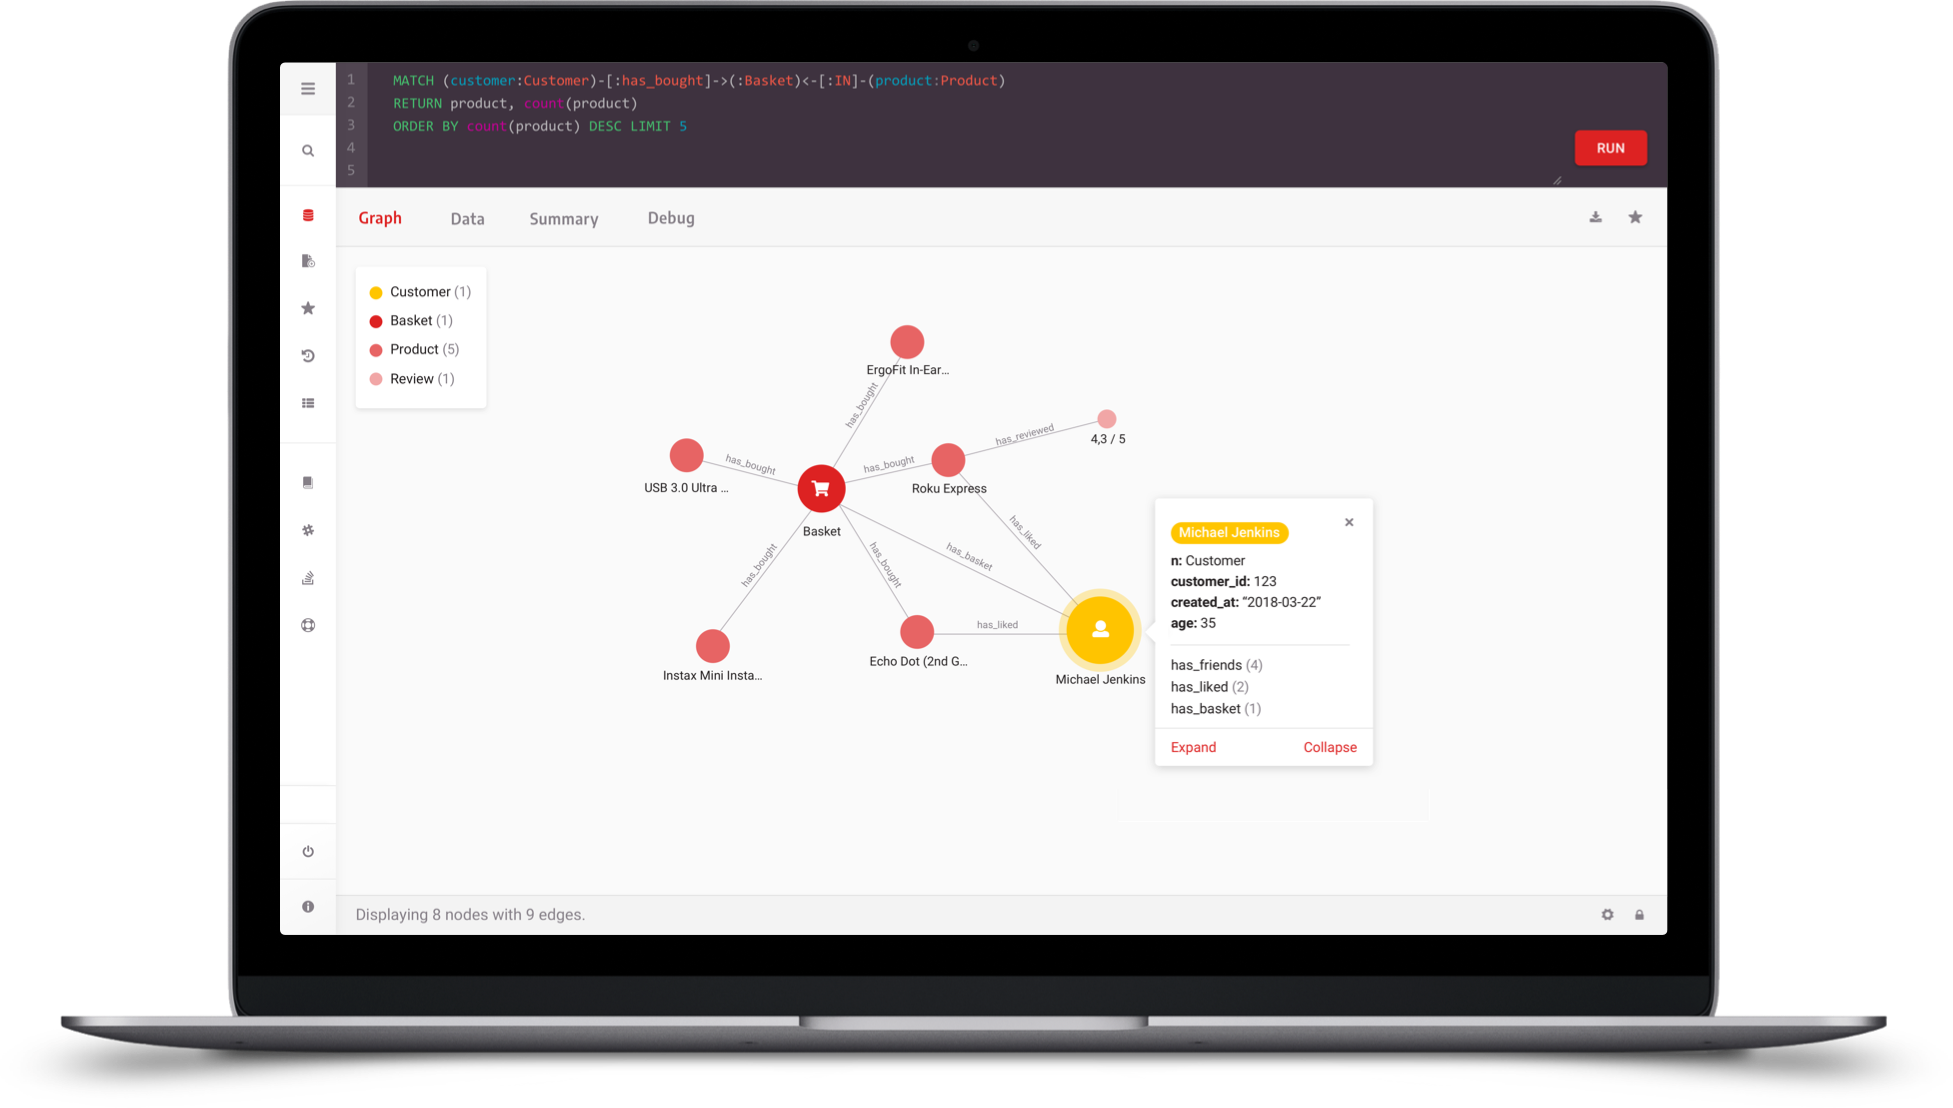 1 MATCH (customer:Customer)-[:has_bought]->(:Basket)<-[:IN]-(product:Product)
2 RETURN product, count(product)
3 ORDER BY count(product) DESC LIMIT 5
4
5
RUN
Graph Data Summary Debug
Customer (1)
Basket (1)
Product (5)
Review (1)
ErgoFit In-Ear...
has_bought
has_reviewed
4,3 / 5
has_bought
has_bought
USB 3.0 Ultra ...
Roku Express
Basket
has_liked
has_bought
has_bought
has_basket
has_liked
Instax Mini Insta...
Echo Dot (2nd G...
Michael Jenkins
Michael Jenkins
n: Customer
customer_id: 123
created_at: “2018-03-22”
age: 35
has_friends (4)
has_liked (2)
has_basket (1)
Expand Collapse
Displaying 8 nodes with 9 edges.